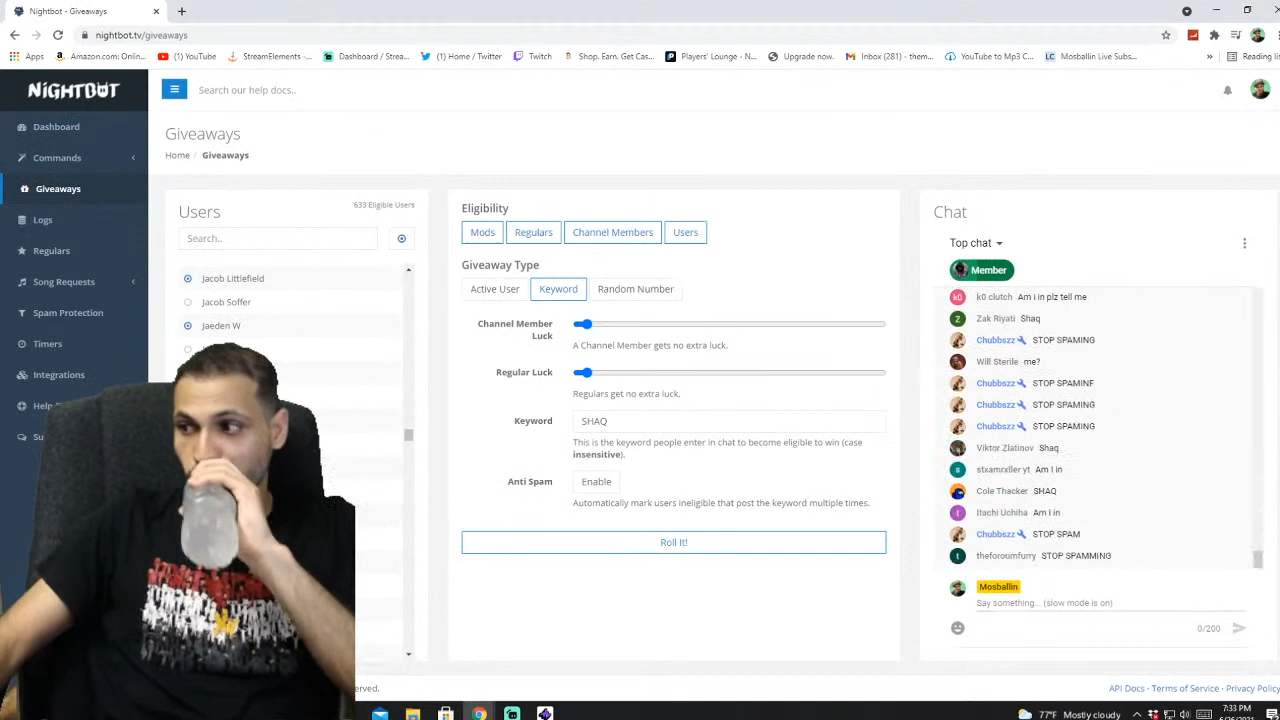 Nightbot - Giveaways
nightbot.tv/giveaways
Apps
Amazon.com: Onlin...
YouTube
StreamElements -...
Dashboard / Strea...
(1) Home / Twitter
Twitch
Shop. Earn. Get Cas...
Players' Lounge - N...
Upgrade now...
Inbox (281) - them...
YouTube to Mp3 C...
Mosballin Live Subs...
»
Reading lis
NiGHTBOT
Search our help docs..
Dashboard
Commands
Giveaways
Logs
Regulars
Song Requests
Spam Protection
Timers
Integrations
Help
Su
Giveaways
Home / Giveaways
Users
633 Eligible Users
Search..
Jacob Littlefield
Jacob Soffer
Jaeden W
Eligibility
Mods
Regulars
Channel Members
Users
Giveaway Type
Active User
Keyword
Random Number
Channel Member Luck
A Channel Member gets no extra luck.
Regular Luck
Regulars get no extra luck.
Keyword
SHAQ
This is the keyword people enter in chat to become eligible to win (case
insensitive).
Anti Spam
Enable
Automatically mark users ineligible that post the keyword multiple times.
Roll It!
Chat
Top chat
Member
k0 clutch Am i in plz tell me
Zak Riyati Shaq
Chubbszz STOP SPAMING
Will Sterile me?
Chubbszz STOP SPAMINF
Chubbszz STOP SPAMING
Chubbszz STOP SPAMING
Viktor Zlatinov Shaq
stxamrxller yt Am I in
Cole Thacker SHAQ
Itachi Uchiha Am I in
Chubbszz STOP SPAM
theforoumfurry STOP SPAMMING
Mosballin
Say something... (slow mode is on)
0/200
erved.
API Docs · Terms of Service · Privacy Policy
77°F Mostly cloudy
7:33 PM